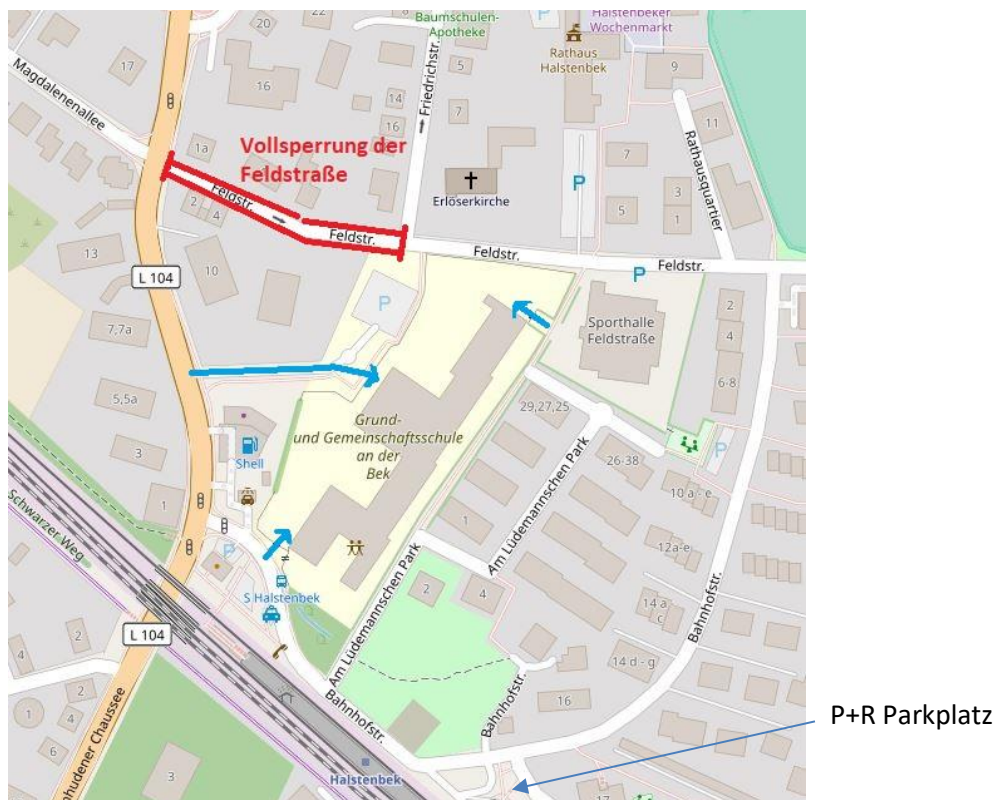 22
20
Baumschulen-
Apotheke
P
Halstenbeker
Wochenmarkt
17
Magdalenenallee
16
5
Rathaus
Halstenbek
9
14
16
Friedrichstr.
7
11
1a
Vollsperrung der
Feldstraße
Erlöserkirche
P
7
Rathausquartier
3
5
1
2
4
Feldstr.
Feldstr.
Feldstr.
Feldstr.
13
10
L 104
P
P
2
4
6-8
Sporthalle
Feldstraße
7,7a
5,5a
29,27,25
Grund-
und Gemeinschaftsschule
an der
Bek
3
Shell
26-38
P
10 a - e
1
1
Am Lüdemannschen Park
12a-e
Schwarzer Weg
P
S Halstenbek
Am Lüdemannschen Park
2
4
14 a
c
Bahnhofstr.
L 104
2
4
14 d - g
2
1
4
6
Bahnhofstr.
Bahnhofstr.
16
P+R Parkplatz
nhudener Chaussee
3
Halstenbek
17